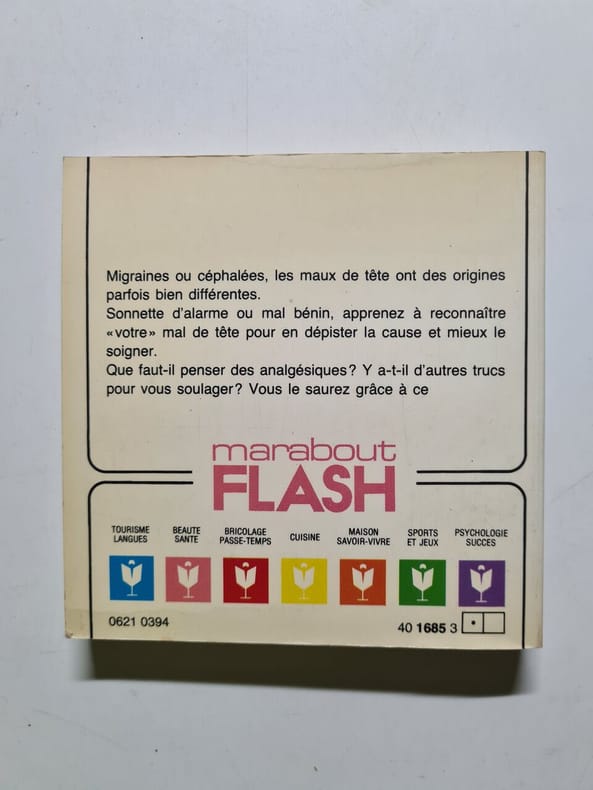 Migraines ou céphalées, les maux de tête ont des origines
parfois bien différentes.
Sonnette d'alarme ou mal bénin, apprenez à reconnaître
«votre» mal de tête pour en dépister la cause et mieux le
soigner.
Que faut-il penser des analgésiques? Y a-t-il d'autres trucs
pour vous soulager? Vous le saurez grâce à ce
marabout
FLASH
TOURISME
LANGUES
BEAUTE
SANTE
BRICOLAGE
PASSE-TEMPS
CUISINE
MAISON
SAVOIR-VIVRE
SPORTS
ET JEUX
PSYCHOLOGIE
SUCCES
0621 0394
40 1685 3